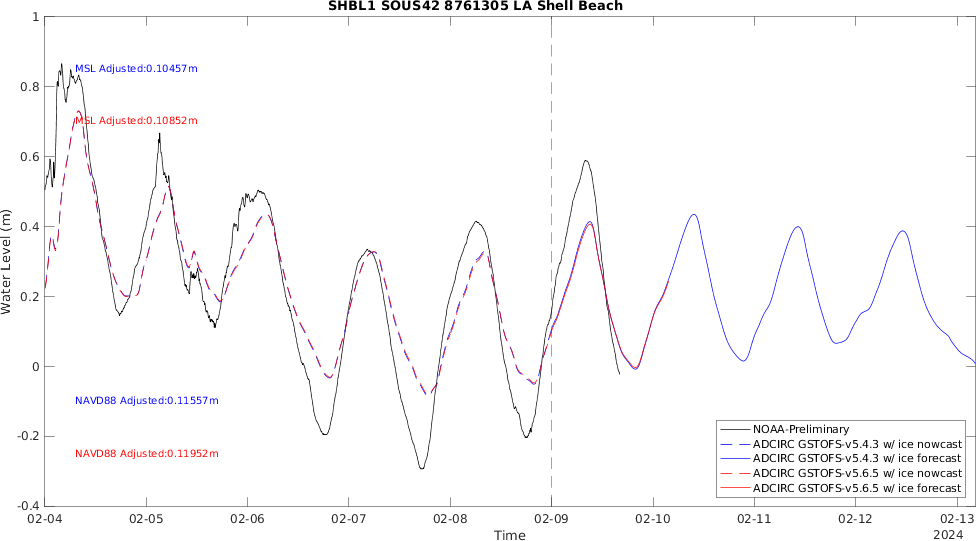 SHBL1 SOUS42 8761305 LA Shell Beach
1
0.8
0.6
0.4
0.2
0
-0.2
-0.4
Water Level (m)
MSL Adjusted:0.10457m
MSL Adjusted:0.10852m
NAVD88 Adjusted:0.11557m
NAVD88 Adjusted:0.11952m
NOAA-Preliminary
ADCIRC GSTOFS-v5.4.3 w/ ice nowcast
ADCIRC GSTOFS-v5.4.3 w/ ice forecast
ADCIRC GSTOFS-v5.6.5 w/ ice nowcast
ADCIRC GSTOFS-v5.6.5 w/ ice forecast
02-04 02-05 02-06 02-07 02-08 02-09 02-10 02-11 02-12 02-13
Time
2024